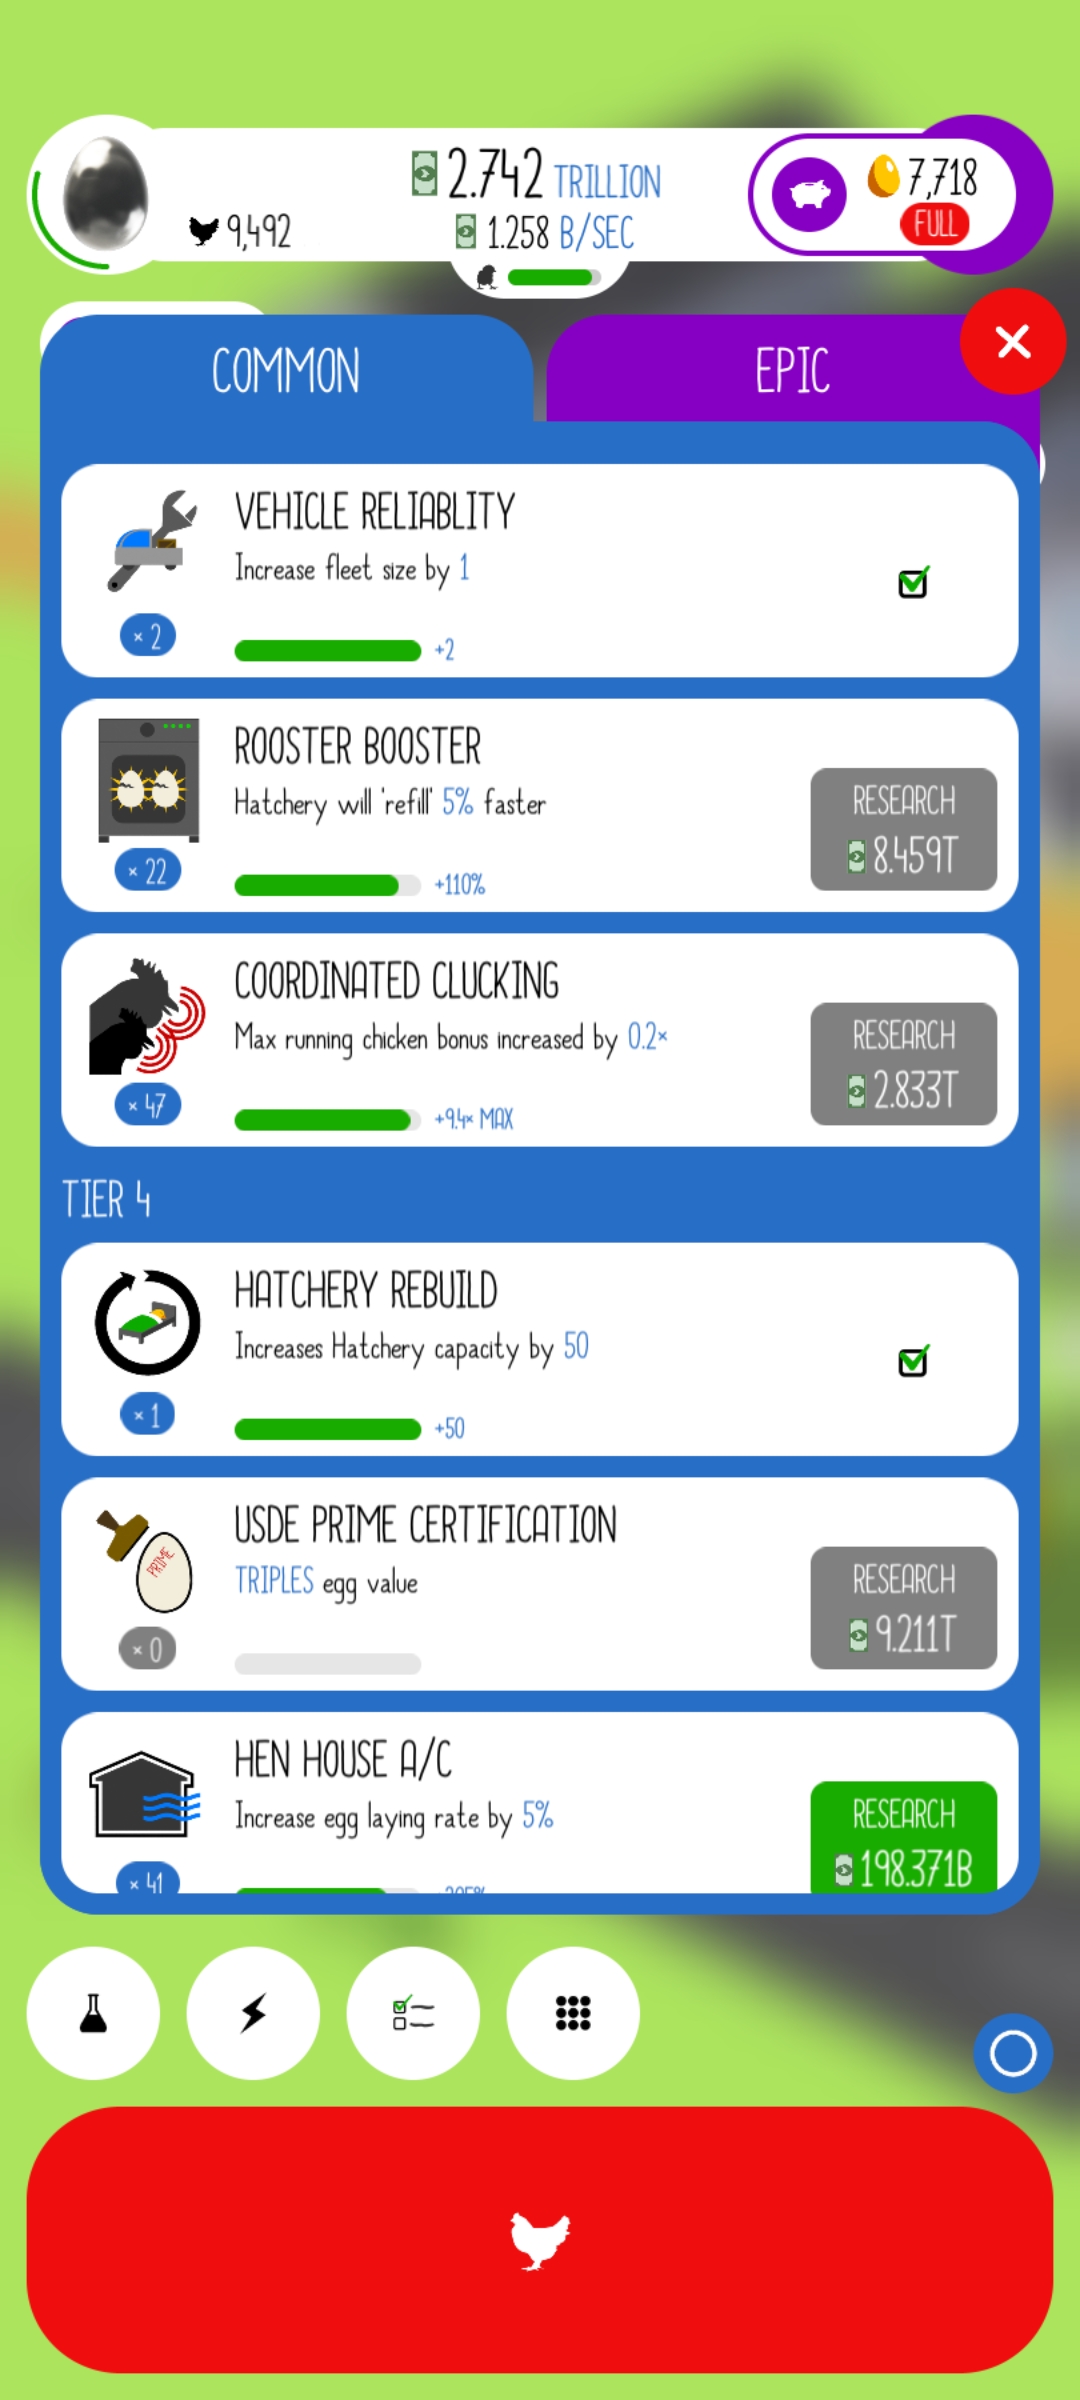 2.742 TRILLION
9,492
1.258 B/SEC
7,718
FULL
COMMON
EPIC
VEHICLE RELIABLITY
Increase fleet size by 1
× 2
+2
ROOSTER BOOSTER
Hatchery will 'refill' 5% faster
× 22
+110%
RESEARCH
8.459T
COORDINATED CLUCKING
Max running chicken bonus increased by 0.2×
× 47
+9.4× MAX
RESEARCH
2.833T
TIER 4
HATCHERY REBUILD
Increases Hatchery capacity by 50
× 1
+50
USDE PRIME CERTIFICATION
TRIPLES egg value
PRIME
× 0
RESEARCH
9.211T
HEN HOUSE A/C
Increase egg laying rate by 5%
× 41
RESEARCH
198.371B